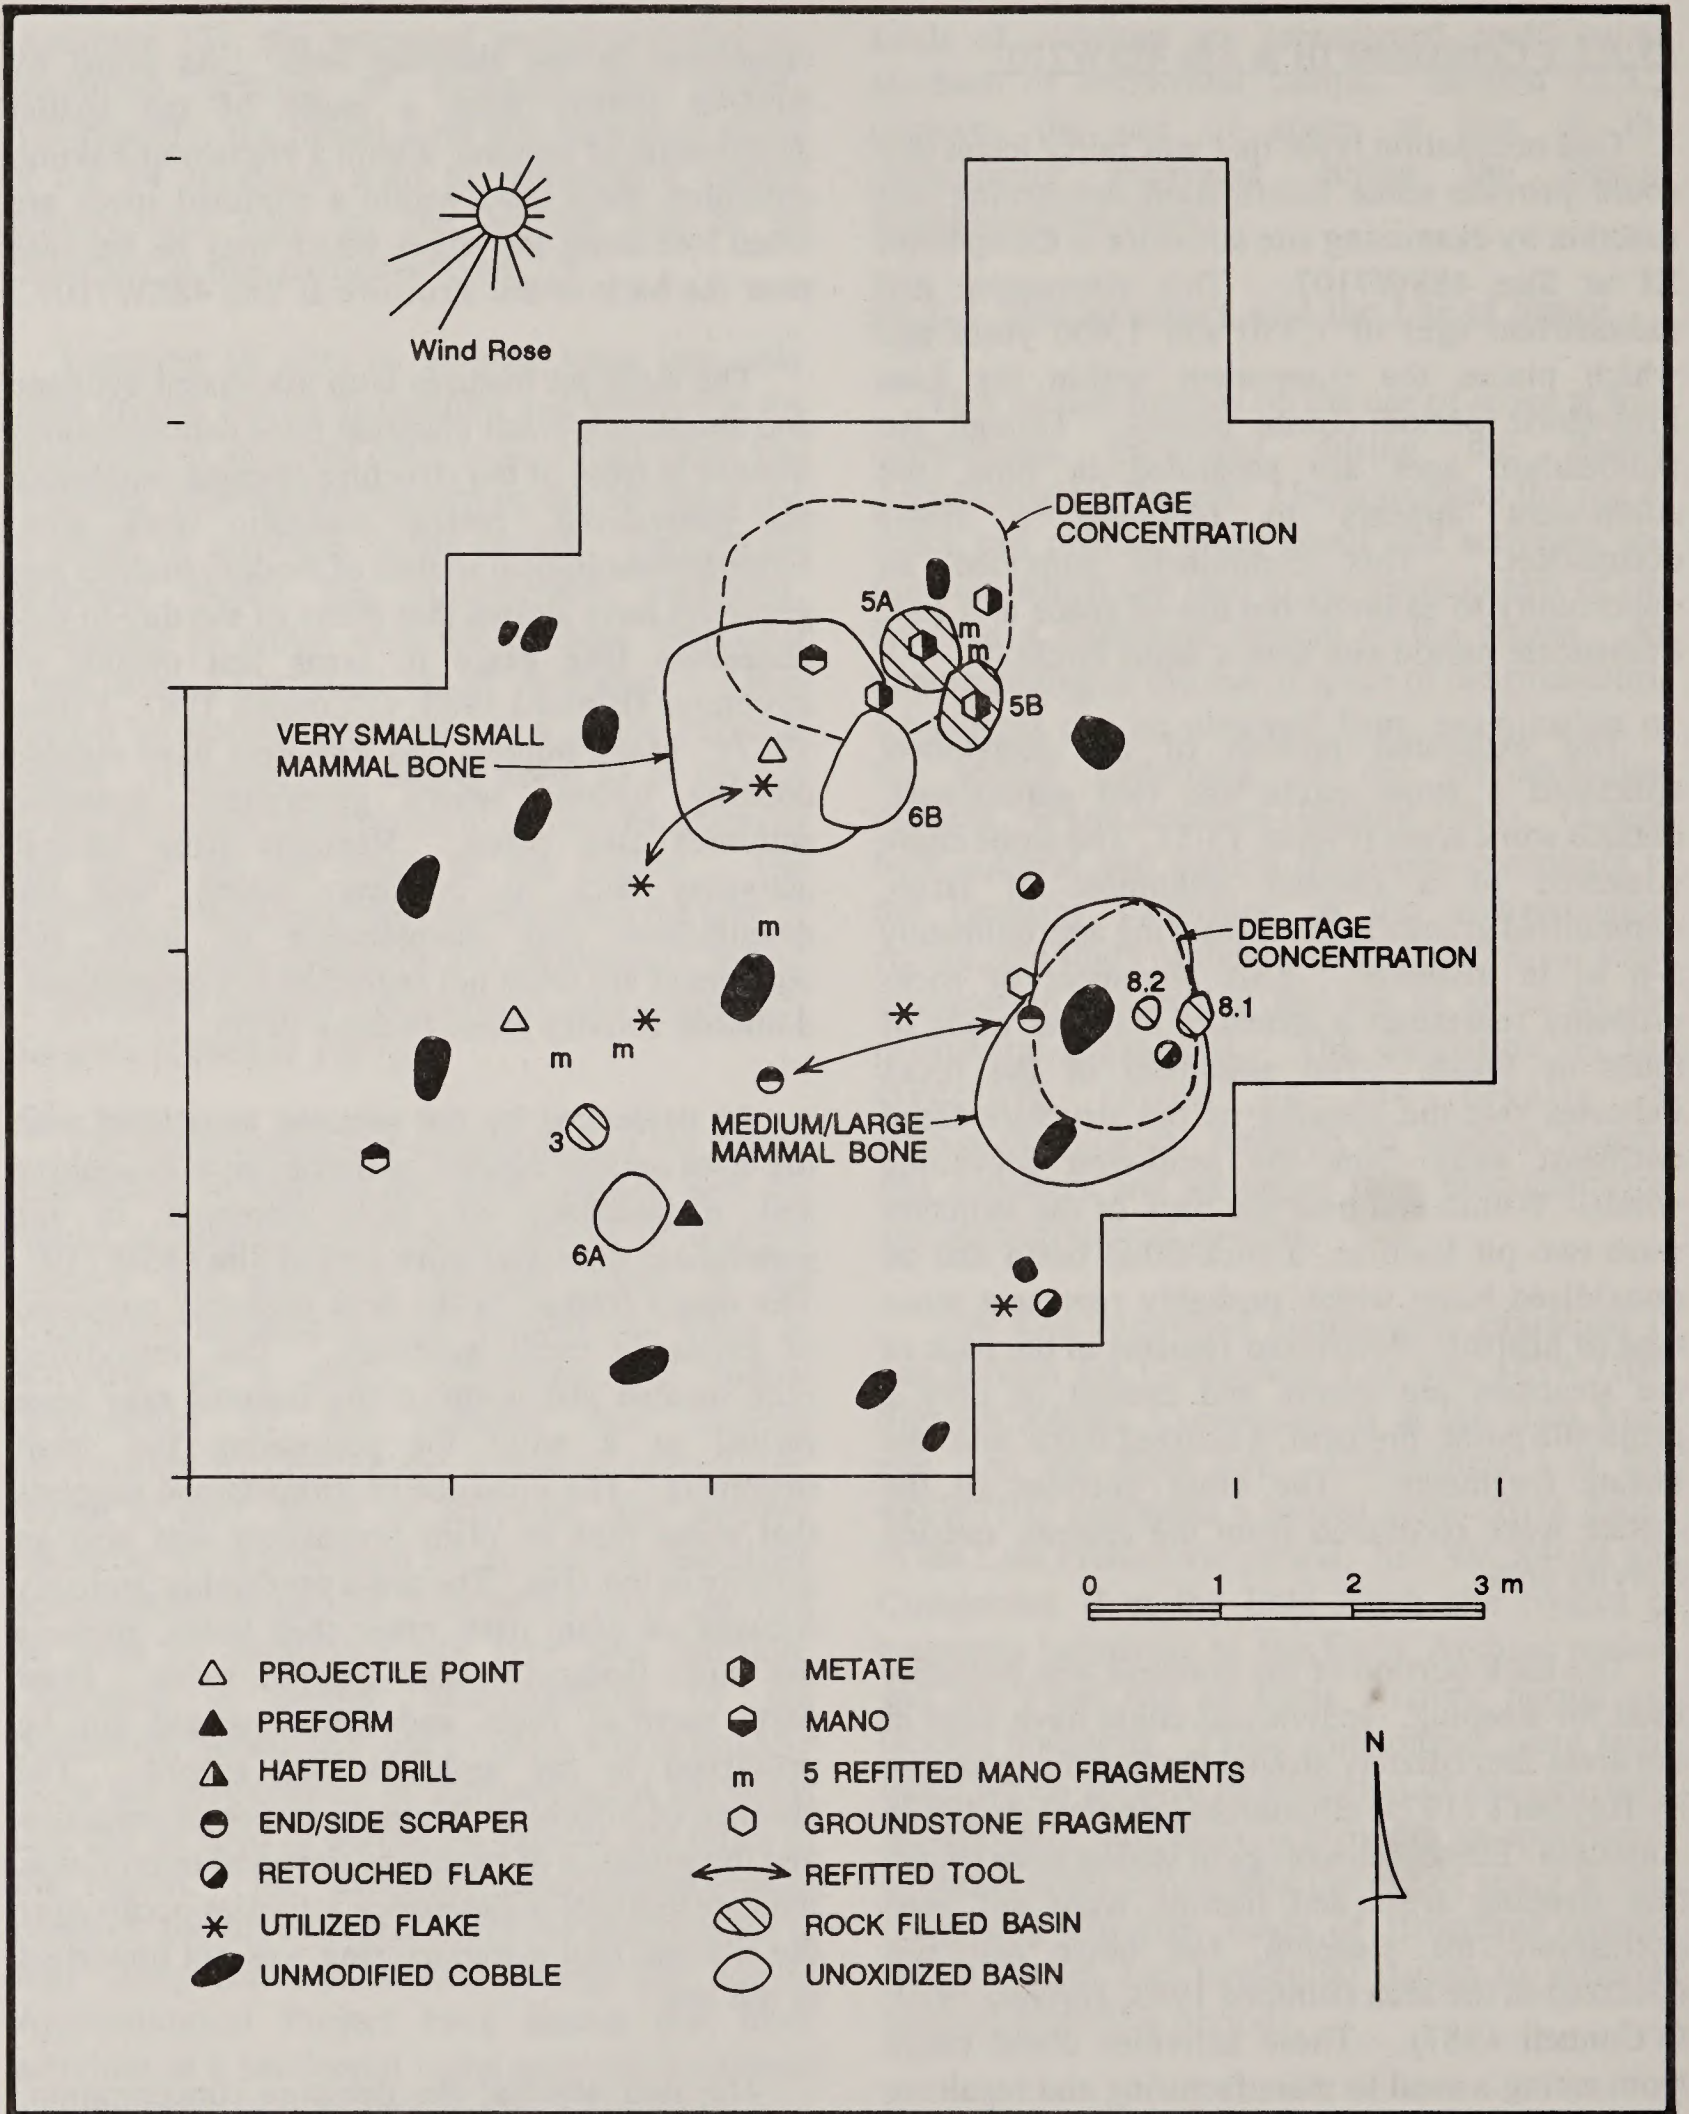 Wind Rose
DEBITAGE
CONCENTRATION
5A
m
m
5B
VERY SMALL/SMALL
MAMMAL BONE
6B
m
DEBITAGE
CONCENTRATION
8.2
8.1
m
m
3
MEDIUM/LARGE
MAMMAL BONE
6A
0 1 2 3 m
PROJECTILE POINT
PREFORM
HAFTED DRILL
END/SIDE SCRAPER
RETOUCHED FLAKE
UTILIZED FLAKE
UNMODIFIED COBBLE
METATE
MANO
m 5 REFITTED MANO FRAGMENTS
GROUNDSTONE FRAGMENT
REFITTED TOOL
ROCK FILLED BASIN
UNOXIDIZED BASIN
N